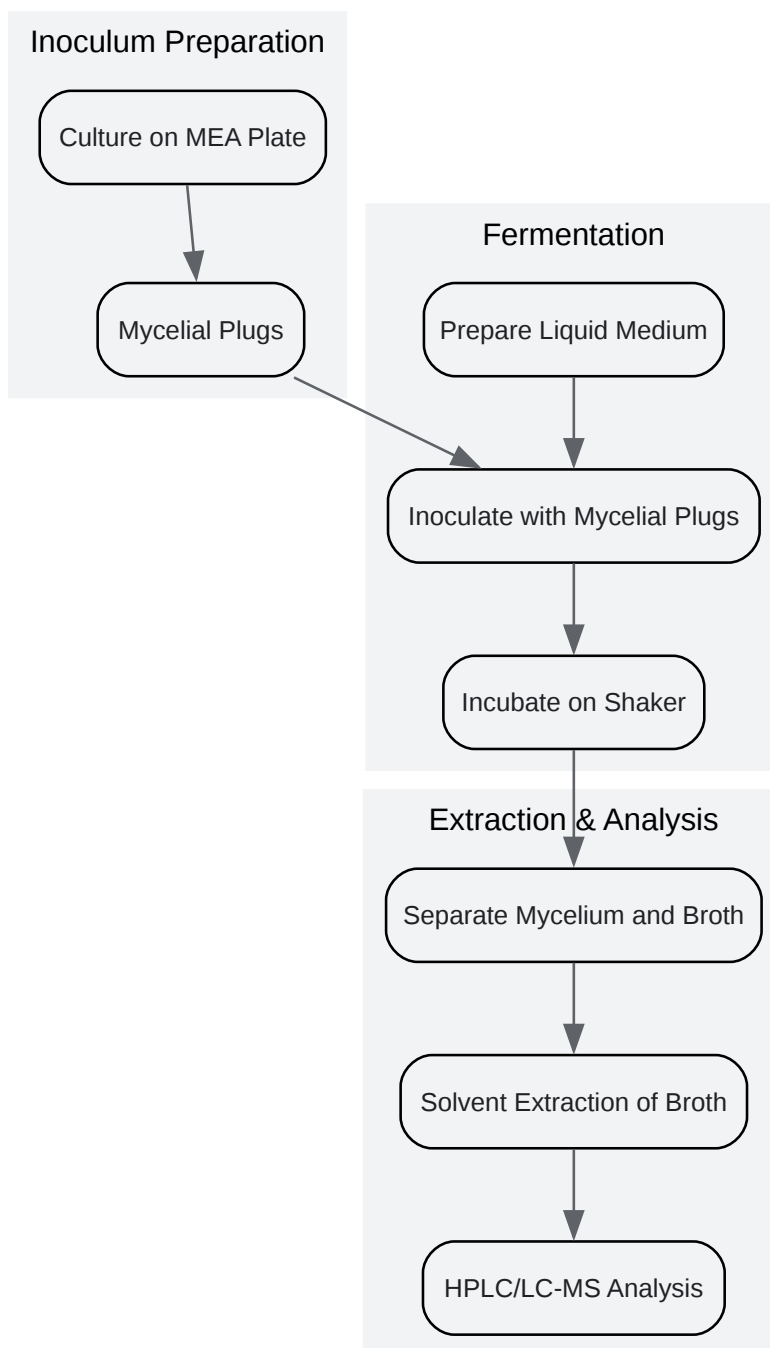 Inoculum Preparation
Culture on MEA Plate
Mycelial Plugs
Fermentation
Prepare Liquid Medium
Inoculate with Mycelial Plugs
Incubate on Shaker
Extraction & Analysis
Separate Mycelium and Broth
Solvent Extraction of Broth
HPLC/LC-MS Analysis